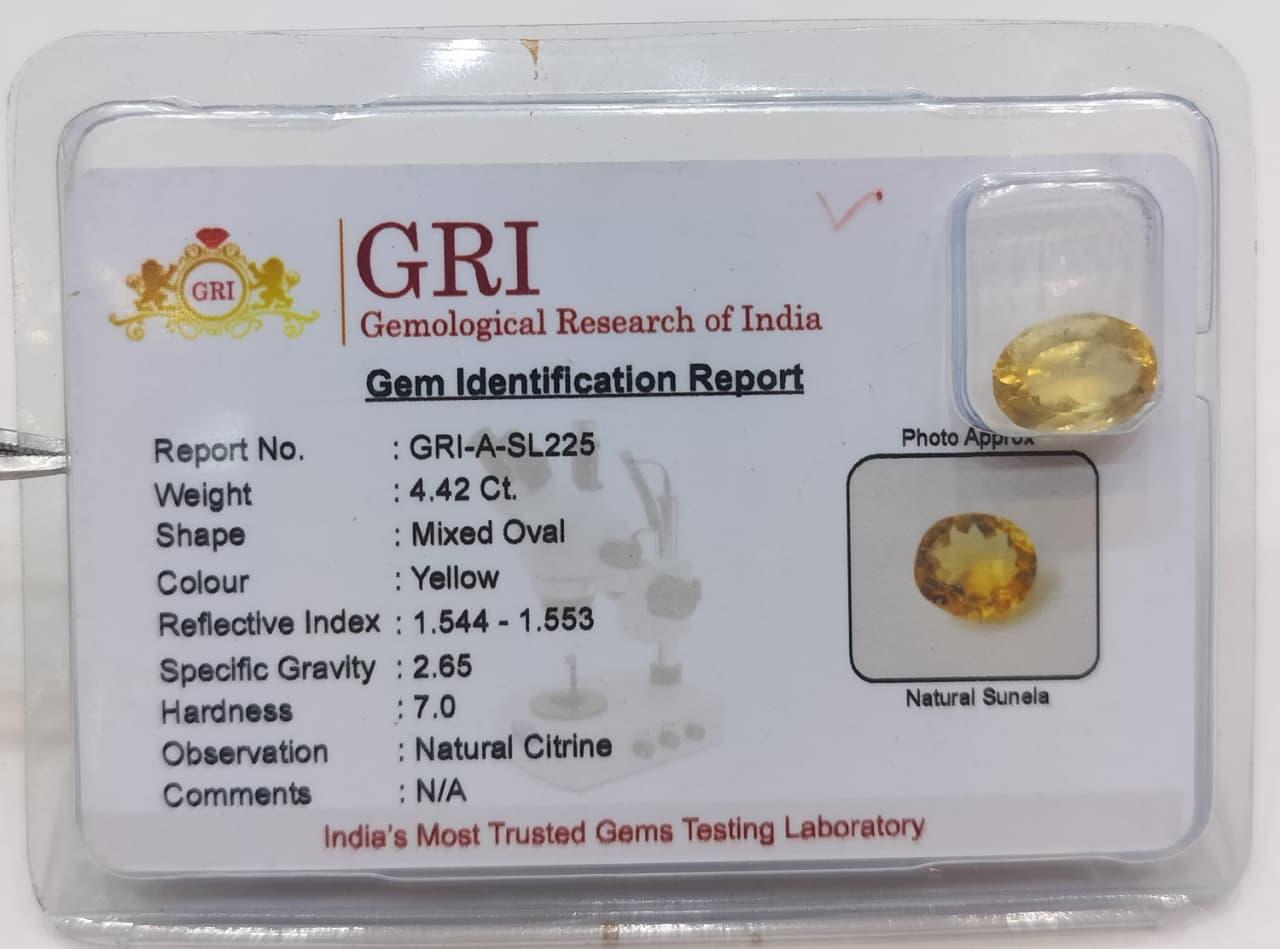 GRI
GRI
Gemological Research of India
Gem Identification Report
Report No. : GRI-A-SL225
Weight : 4.42 Ct.
Shape : Mixed Oval
Colour : Yellow
Reflective Index : 1.544 - 1.553
Specific Gravity : 2.65
Hardness : 7.0
Observation : Natural Citrine
Comments : N/A
Photo Approx
Natural Sunela
India's Most Trusted Gems Testing Laboratory